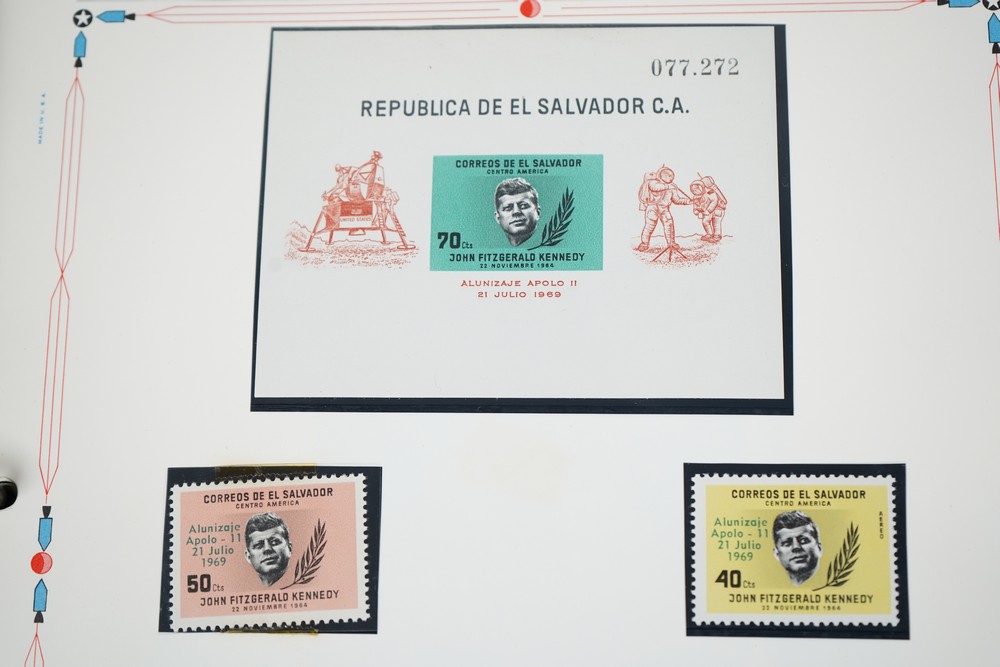 MADE IN U.S.A.
077.272
REPUBLICA DE EL SALVADOR C.A.
CORREOS DE EL SALVADOR
CENTRO AMERICA
70 Cts
JOHN FITZGERALD KENNEDY
22 NOVIEMBRE 1964
ALUNIZAJE APOLO 11
21 JULIO 1969
CORREOS DE EL SALVADOR
CENTRO AMERICA
Alunizaje
Apolo - 11
21 Julio
1969
50 Cts
JOHN FITZGERALD KENNEDY
22 NOVIEMBRE 1964
CORREOS DE EL SALVADOR
CENTRO AMERICA
AEREO
Alunizaje
Apolo - 11
21 Julio
1969
40 Cts
JOHN FITZGERALD KENNEDY
22 NOVIEMBRE 1964